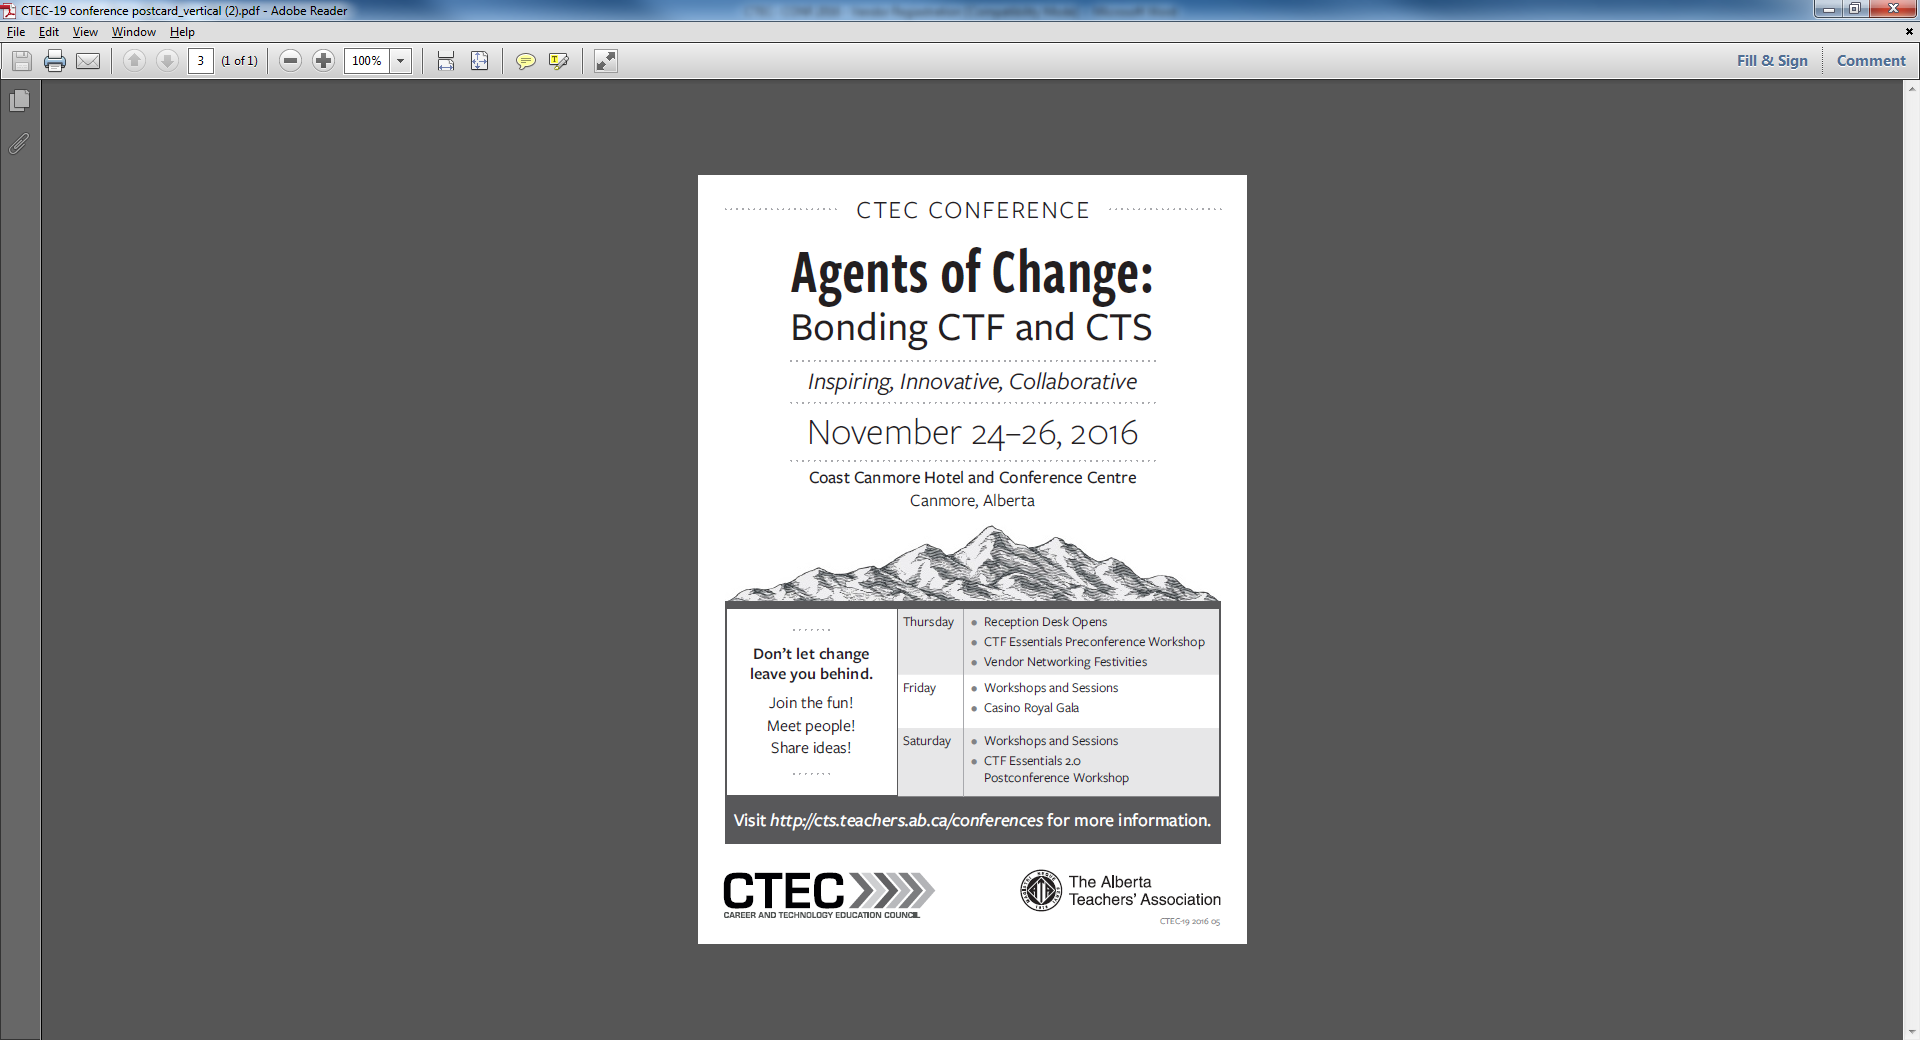 CTEC-19 conference postcard_vertical (2).pdf - Adobe Reader
File Edit View Window Help
3 (1 of 1) 100% Fill & Sign Comment
CTEC CONFERENCE
Agents of Change:
Bonding CTF and CTS
Inspiring, Innovative, Collaborative
November 24–26, 2016
Coast Canmore Hotel and Conference Centre
Canmore, Alberta
Don't let change
leave you behind.
Join the fun!
Meet people!
Share ideas!
Thursday
Reception Desk Opens
CTF Essentials Preconference Workshop
Vendor Networking Festivities
Friday
Workshops and Sessions
Casino Royal Gala
Saturday
Workshops and Sessions
CTF Essentials 2.0
Postconference Workshop
Visit http://cts.teachers.ab.ca/conferences for more information.
CTEC
CAREER AND TECHNOLOGY EDUCATION COUNCIL
The Alberta
Teachers' Association
CTEC-19 2016 05